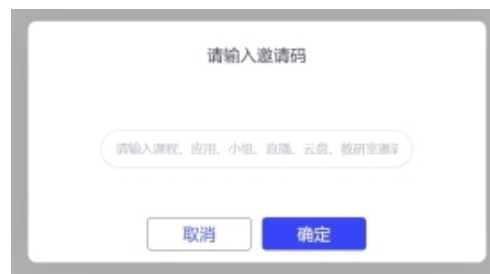 请输入邀请码
请输入课程、应用、小组、直播、云盘、教研室邀
取消
确定